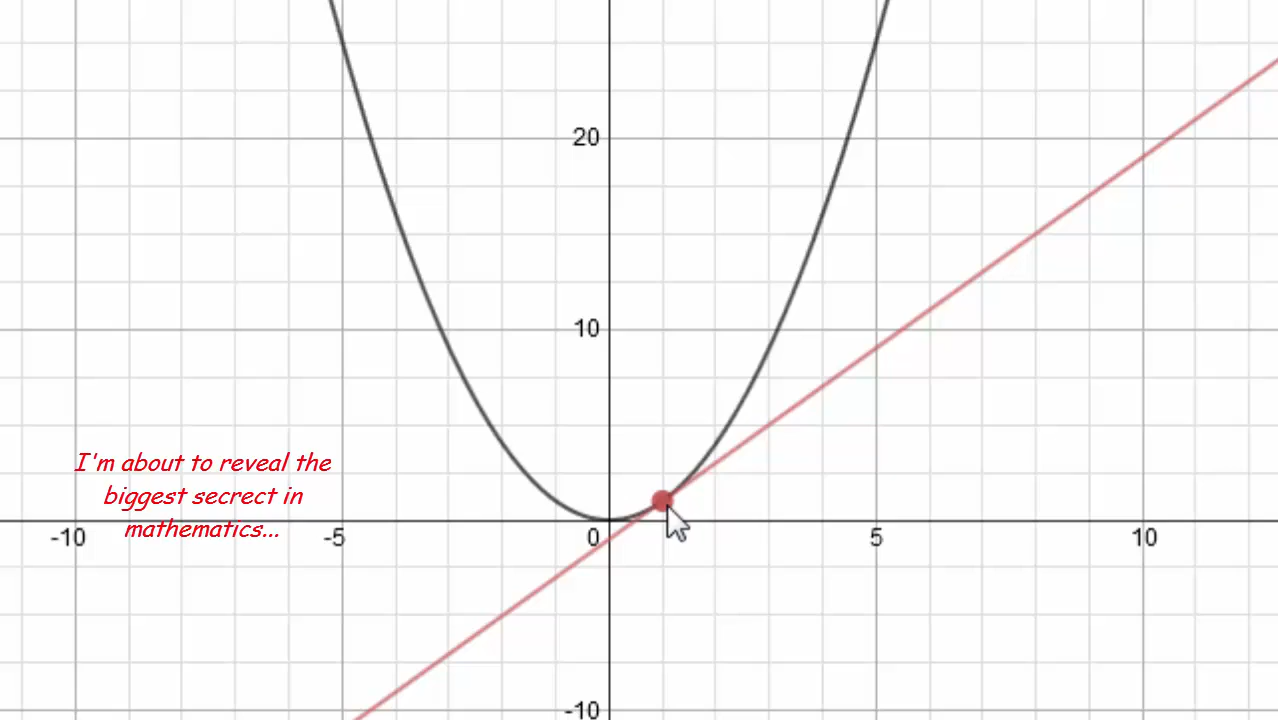 20
10
I'm about to reveal the
biggest secrect in
mathematics...
-10 -5 0 5 10
-10